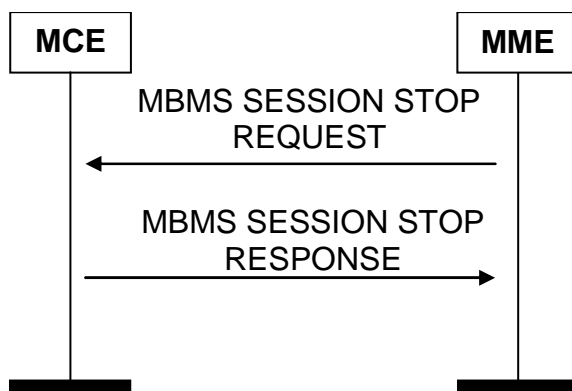 MCE
MME
MBMS SESSION STOP
REQUEST
MBMS SESSION STOP
RESPONSE